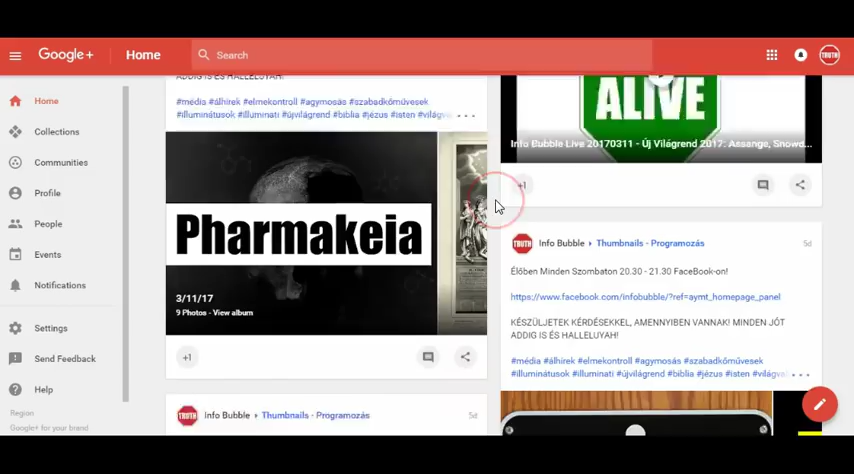 Google+
Home
Search
TRUTH
Home
Collections
Communities
Profile
People
Events
Notifications
Settings
Send Feedback
Help
Region
Google+ for your brand
ADDIG IS ÉS HALLELUYAH!
#média #álhírek #elmekontroll #agymosás #szabadkőművesek
#illuminátusok #illuminati #újvilágrend #biblia #jézus #isten #világva
Pharmakeia
3/11/17
9 Photos - View album
+1
TRUTH Info Bubble ▸ Thumbnails - Programozás 5d
ALIVE
Info Bubble Live 20170311 - Új Világrend 2017: Assange, Snowd...
+1
TRUTH Info Bubble ▸ Thumbnails - Programozás 5d
Élőben Minden Szombaton 20.30 - 21.30 FaceBook-on!
https://www.facebook.com/infobubble/?ref=aymt_homepage_panel
KÉSZÜLJETEK KÉRDÉSEKKEL, AMENNYIBEN VANNAK! MINDEN JÓT
ADDIG IS ÉS HALLELUYAH!
#média #álhírek #elmekontroll #agymosás #szabadkőművesek
#illuminátusok #illuminati #újvilágrend #biblia #jézus #isten #világva